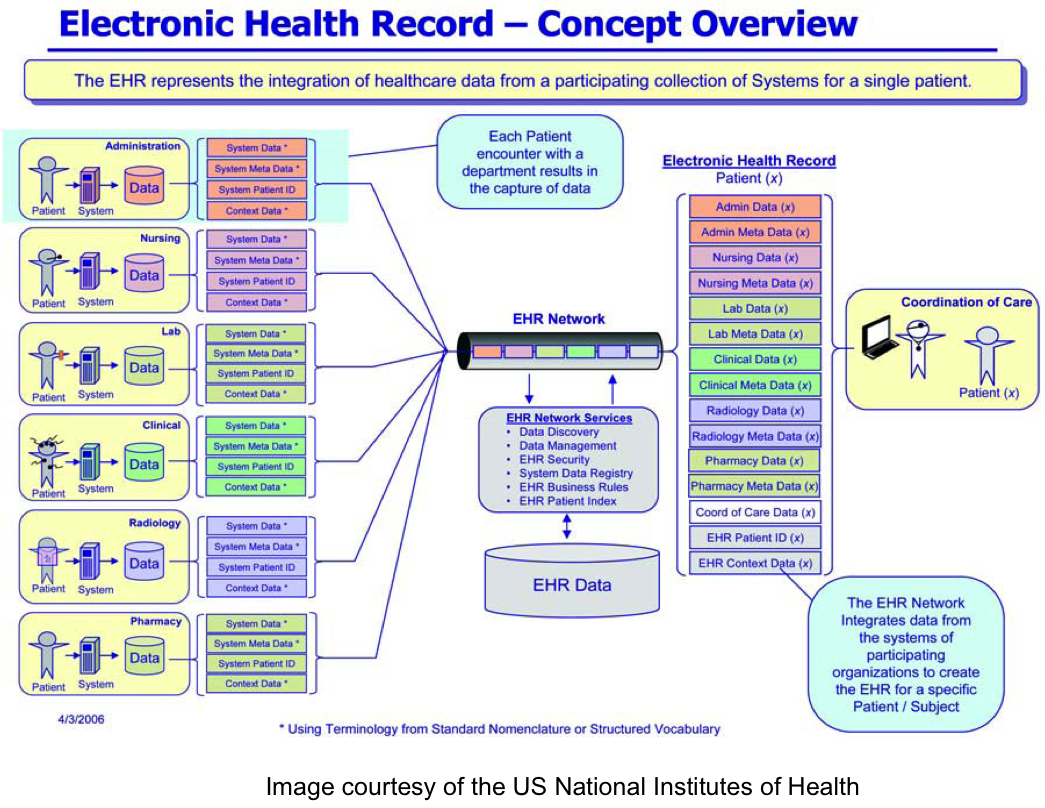 Electronic Health Record – Concept Overview
The EHR represents the integration of healthcare data from a participating collection of Systems for a single patient.
Administration
Patient
System
Data
System Data *
System Meta Data *
System Patient ID
Context Data *
Nursing
Patient
System
Data
System Data *
System Meta Data *
System Patient ID
Context Data *
Lab
Patient
System
Data
System Data *
System Meta Data *
System Patient ID
Context Data *
Clinical
Patient
System
Data
System Data *
System Meta Data *
System Patient ID
Context Data *
Radiology
Patient
System
Data
System Data *
System Meta Data *
System Patient ID
Context Data *
Pharmacy
Patient
System
Data
System Data *
System Meta Data *
System Patient ID
Context Data *
Each Patient
encounter with a
department results in
the capture of data
EHR Network
EHR Network Services
• Data Discovery
• Data Management
• EHR Security
• System Data Registry
• EHR Business Rules
• EHR Patient Index
EHR Data
Electronic Health Record
Patient (x)
Admin Data (x)
Admin Meta Data (x)
Nursing Data (x)
Nursing Meta Data (x)
Lab Data (x)
Lab Meta Data (x)
Clinical Data (x)
Clinical Meta Data (x)
Radiology Data (x)
Radiology Meta Data (x)
Pharmacy Data (x)
Pharmacy Meta Data (x)
Coord of Care Data (x)
EHR Patient ID (x)
EHR Context Data (x)
Coordination of Care
Patient (x)
The EHR Network
Integrates data from
the systems of
participating
organizations to create
the EHR for a specific
Patient / Subject
4/3/2006
* Using Terminology from Standard Nomenclature or Structured Vocabulary
Image courtesy of the US National Institutes of Health